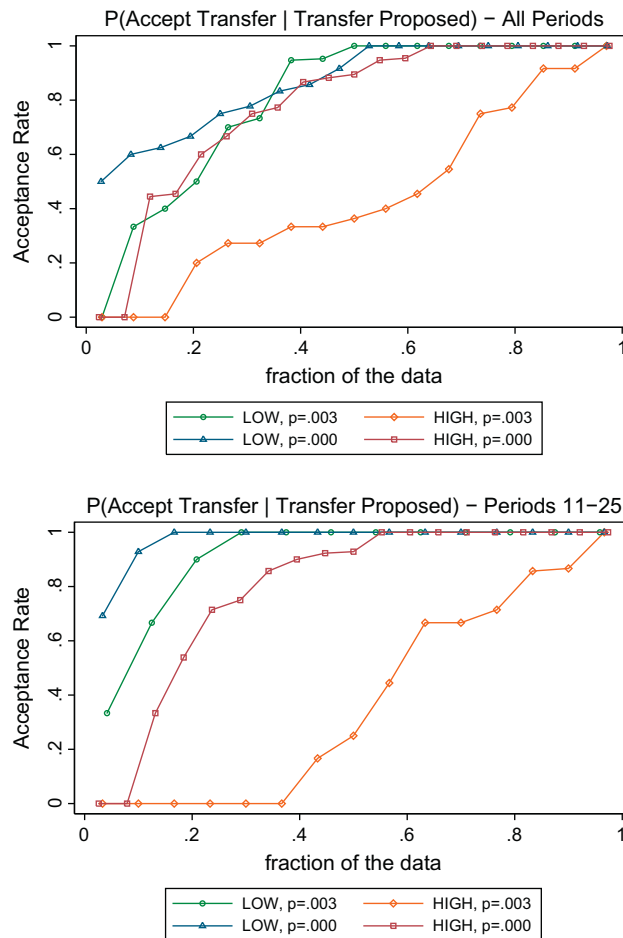 P(Accept Transfer | Transfer Proposed) − All Periods
1
.8
.6
.4
.2
0
Acceptance Rate
0 .2 .4 .6 .8 1
fraction of the data
LOW, p=.003 HIGH, p=.003
LOW, p=.000 HIGH, p=.000
P(Accept Transfer | Transfer Proposed) − Periods 11−25
1
.8
.6
.4
.2
0
Acceptance Rate
0 .2 .4 .6 .8 1
fraction of the data
LOW, p=.003 HIGH, p=.003
LOW, p=.000 HIGH, p=.000